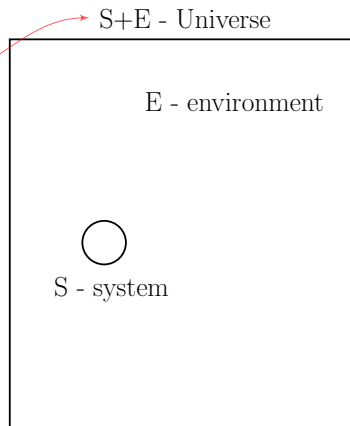 S+E - Universe
E - environment
S - system